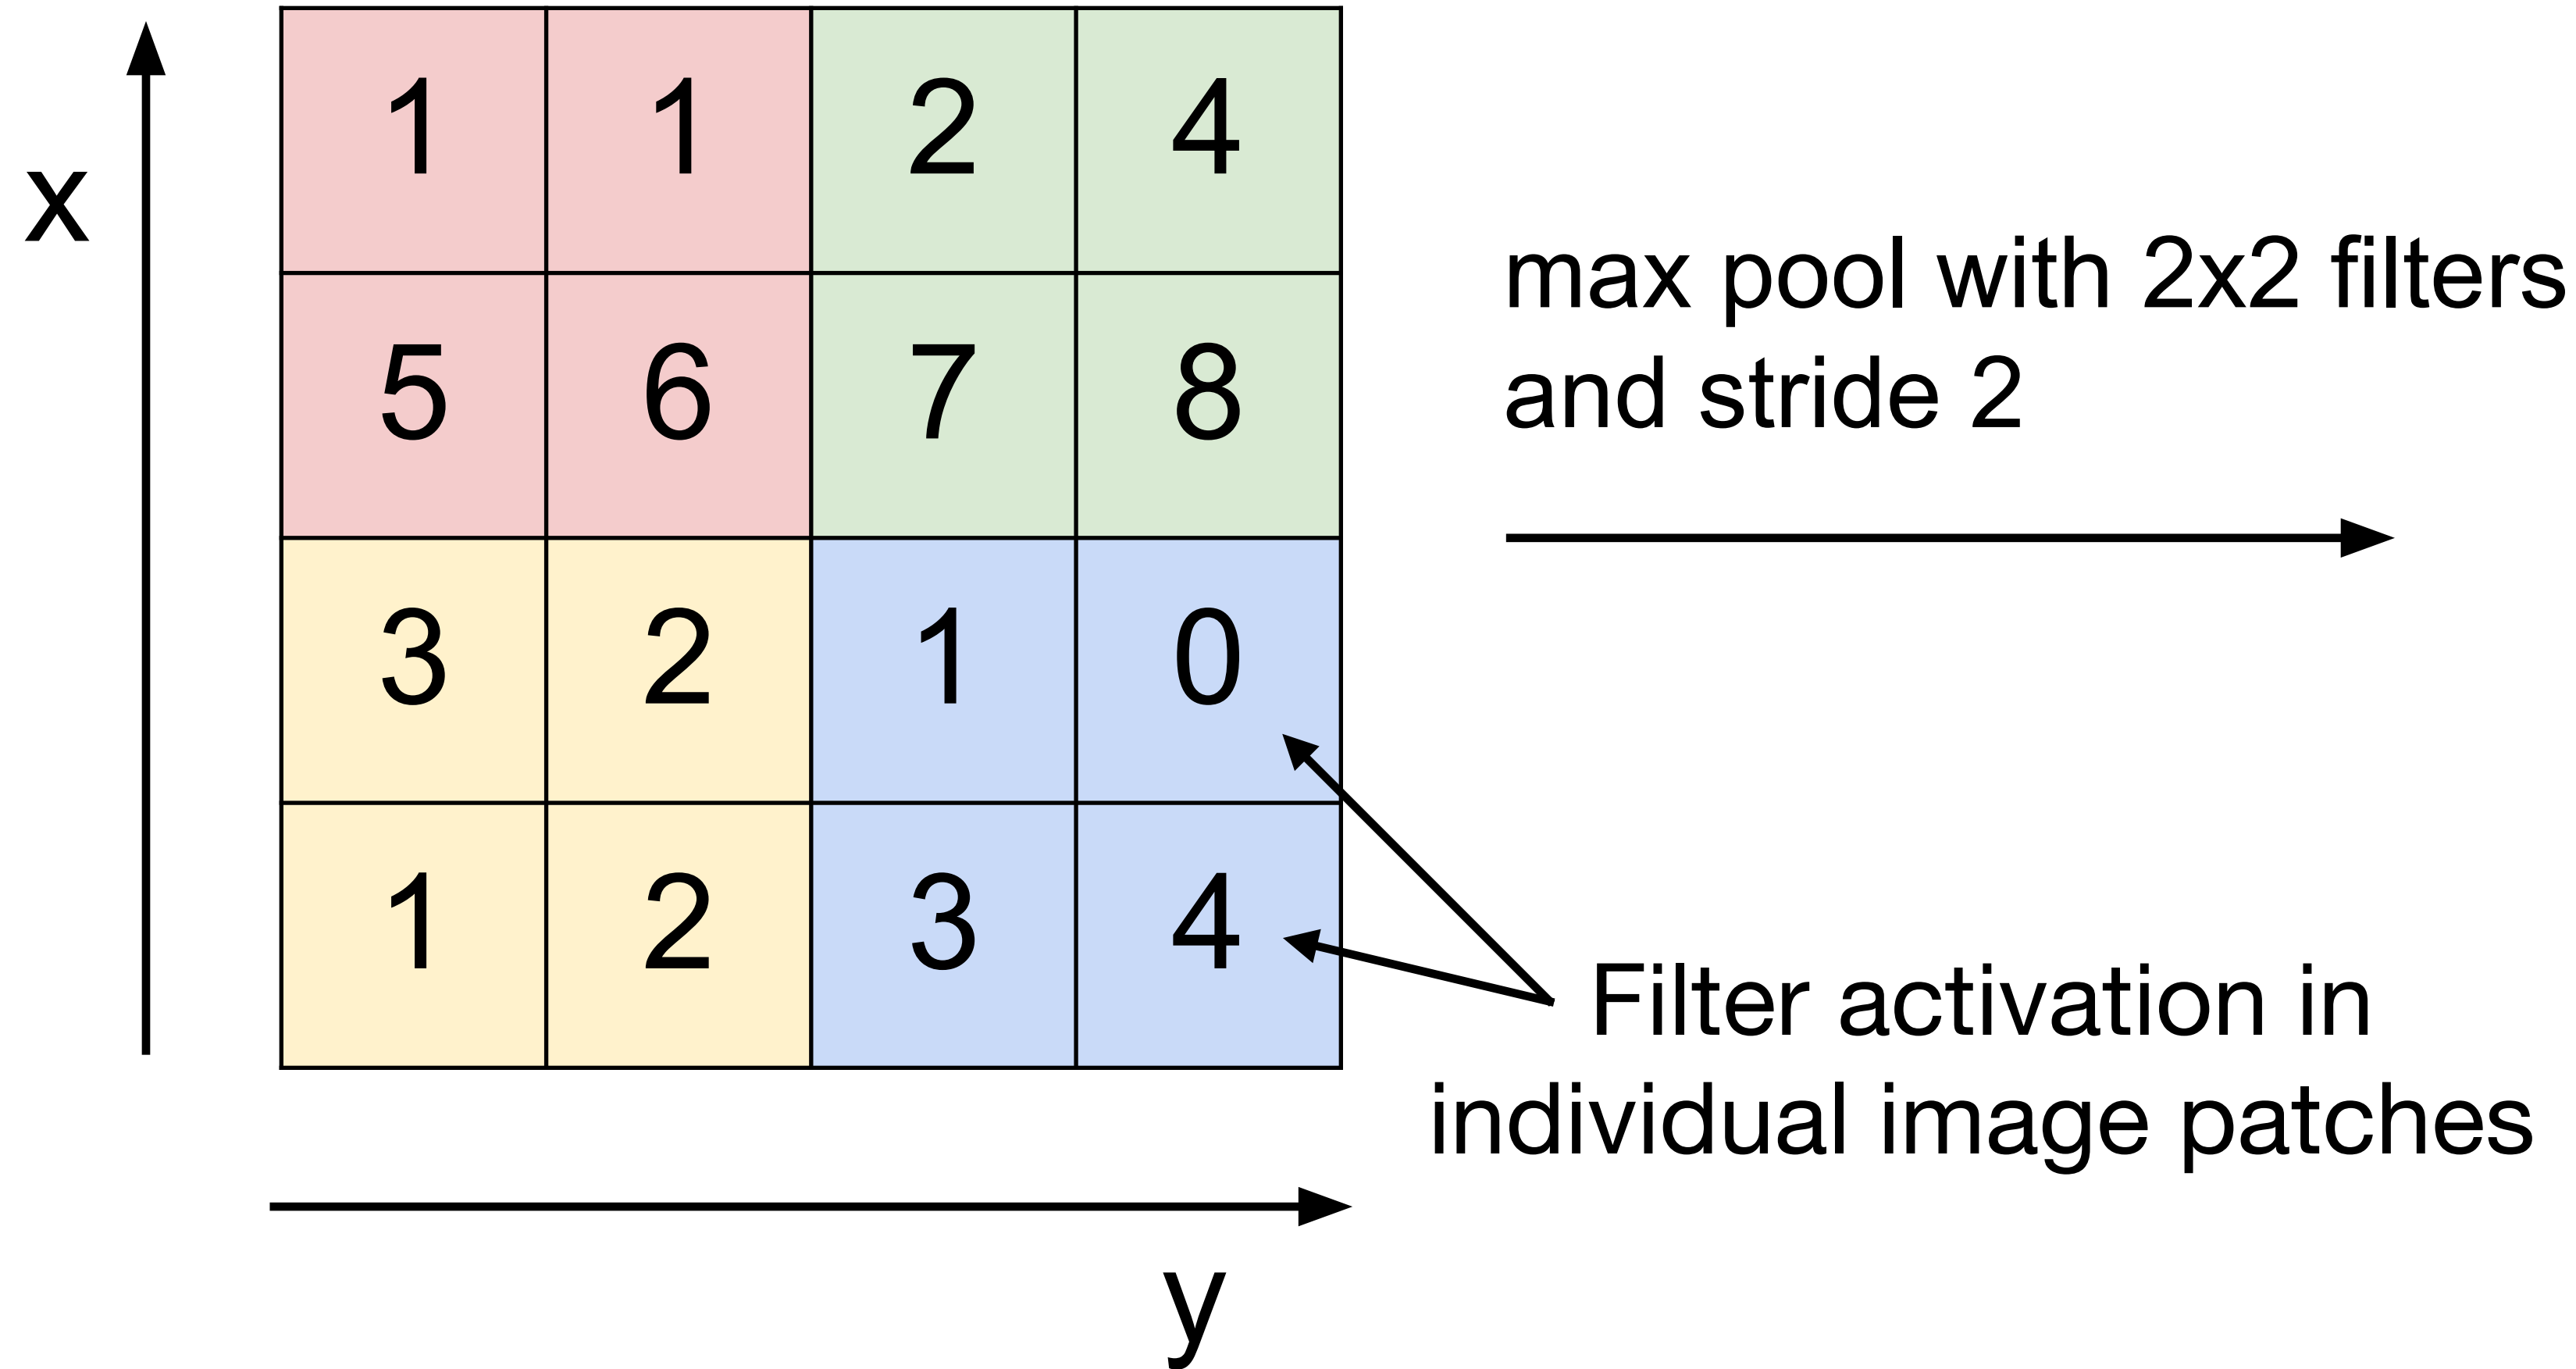 x
1 1 2 4
5 6 7 8
3 2 1 0
1 2 3 4
y
max pool with 2x2 filters
and stride 2
Filter activation in
individual image patches